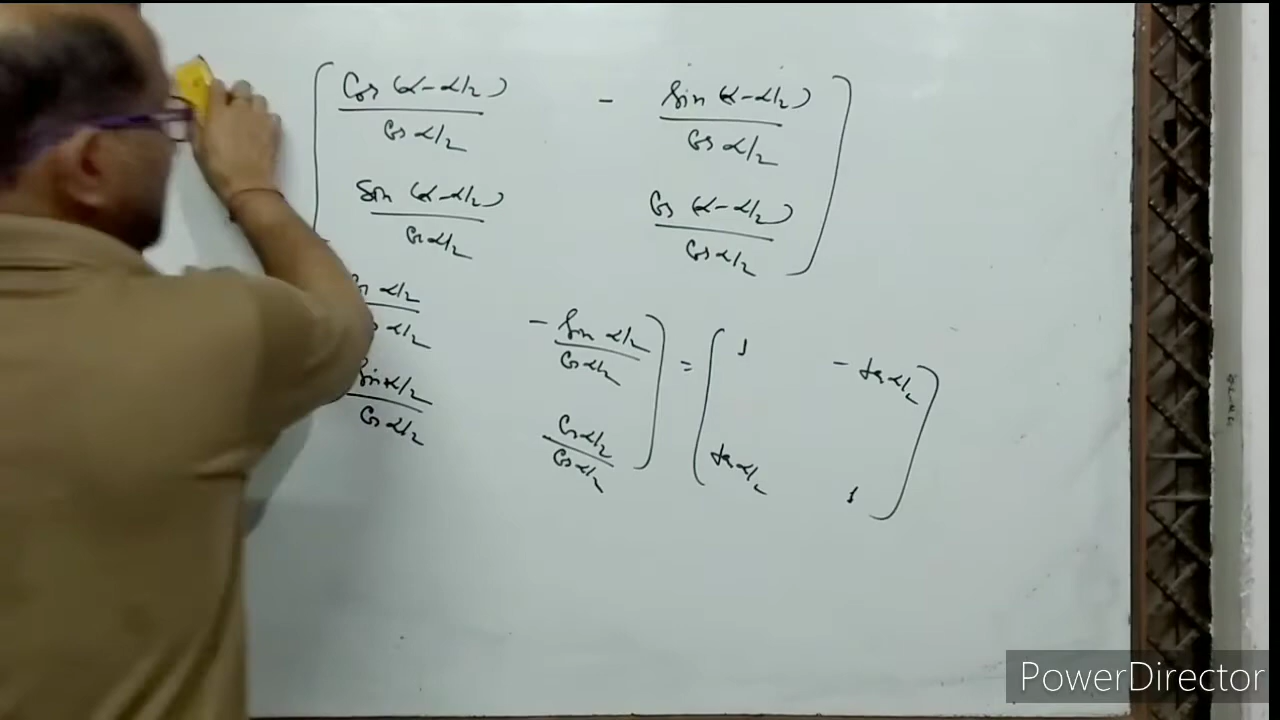 Cos (α-α/2) - Sin (α-α/2)
Cos α/2 Cos α/2
Sin (α-α/2) Cos (α-α/2)
Cos α/2 Cos α/2
α/2 - Sin α/2
α/2 Cos α/2 = 1 - tan α/2
Sin α/2 Cos α/2
Cos α/2 Cos α/2 tan α/2 1
PowerDirector